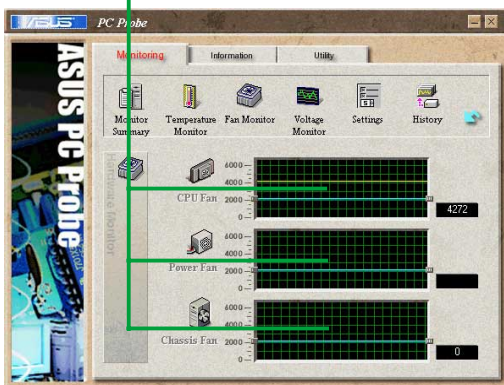 ASUS PC Probe
Monitoring Information Utility
Monitor Summary
Temperature Monitor
Fan Monitor
Voltage Monitor
Settings
History
ASUS PC Probe
Hardware Monitor
6000
4000
2000
0
CPU Fan
4272
6000
4000
2000
0
Power Fan
6000
4000
2000
0
Chassis Fan
0